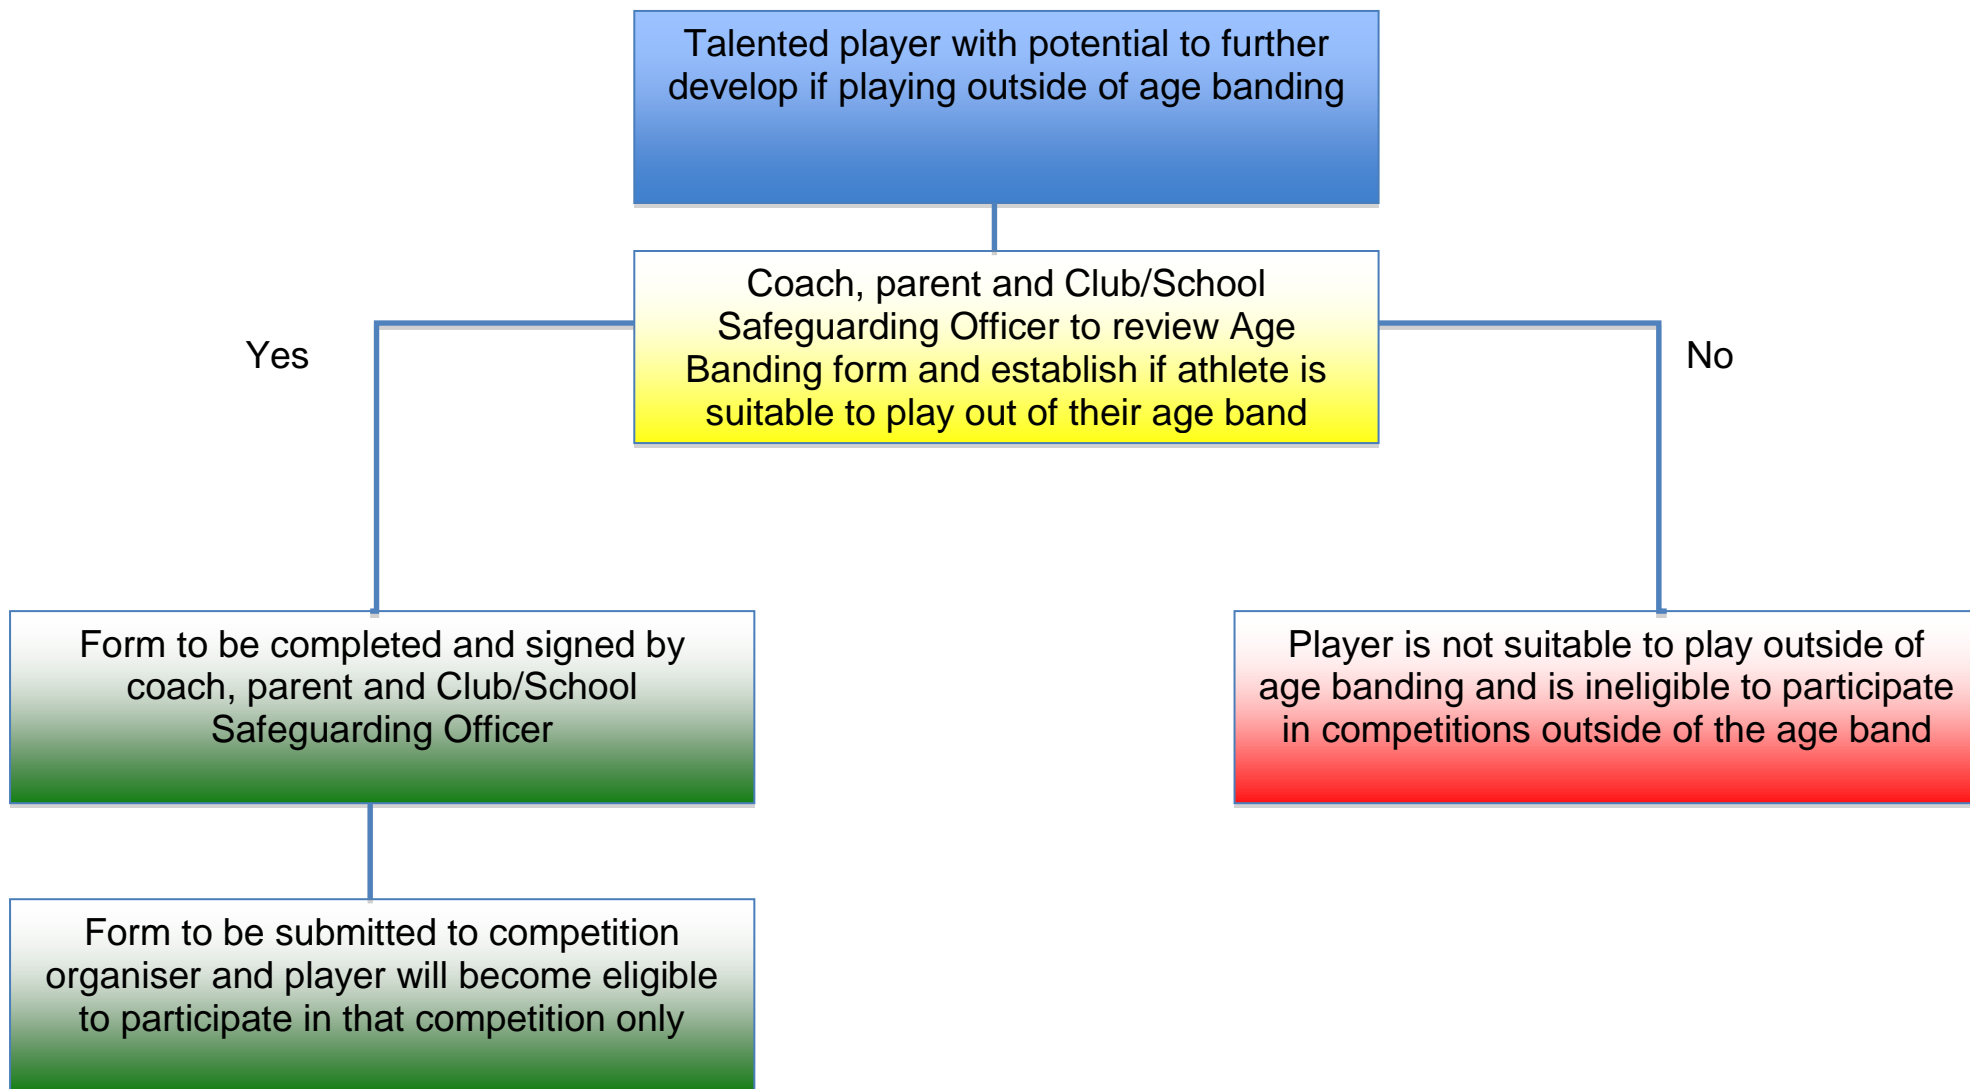 Talented player with potential to further
develop if playing outside of age banding
Coach, parent and Club/School
Safeguarding Officer to review Age
Banding form and establish if athlete is
suitable to play out of their age band
Yes
No
Form to be completed and signed by
coach, parent and Club/School
Safeguarding Officer
Player is not suitable to play outside of
age banding and is ineligible to participate
in competitions outside of the age band
Form to be submitted to competition
organiser and player will become eligible
to participate in that competition only